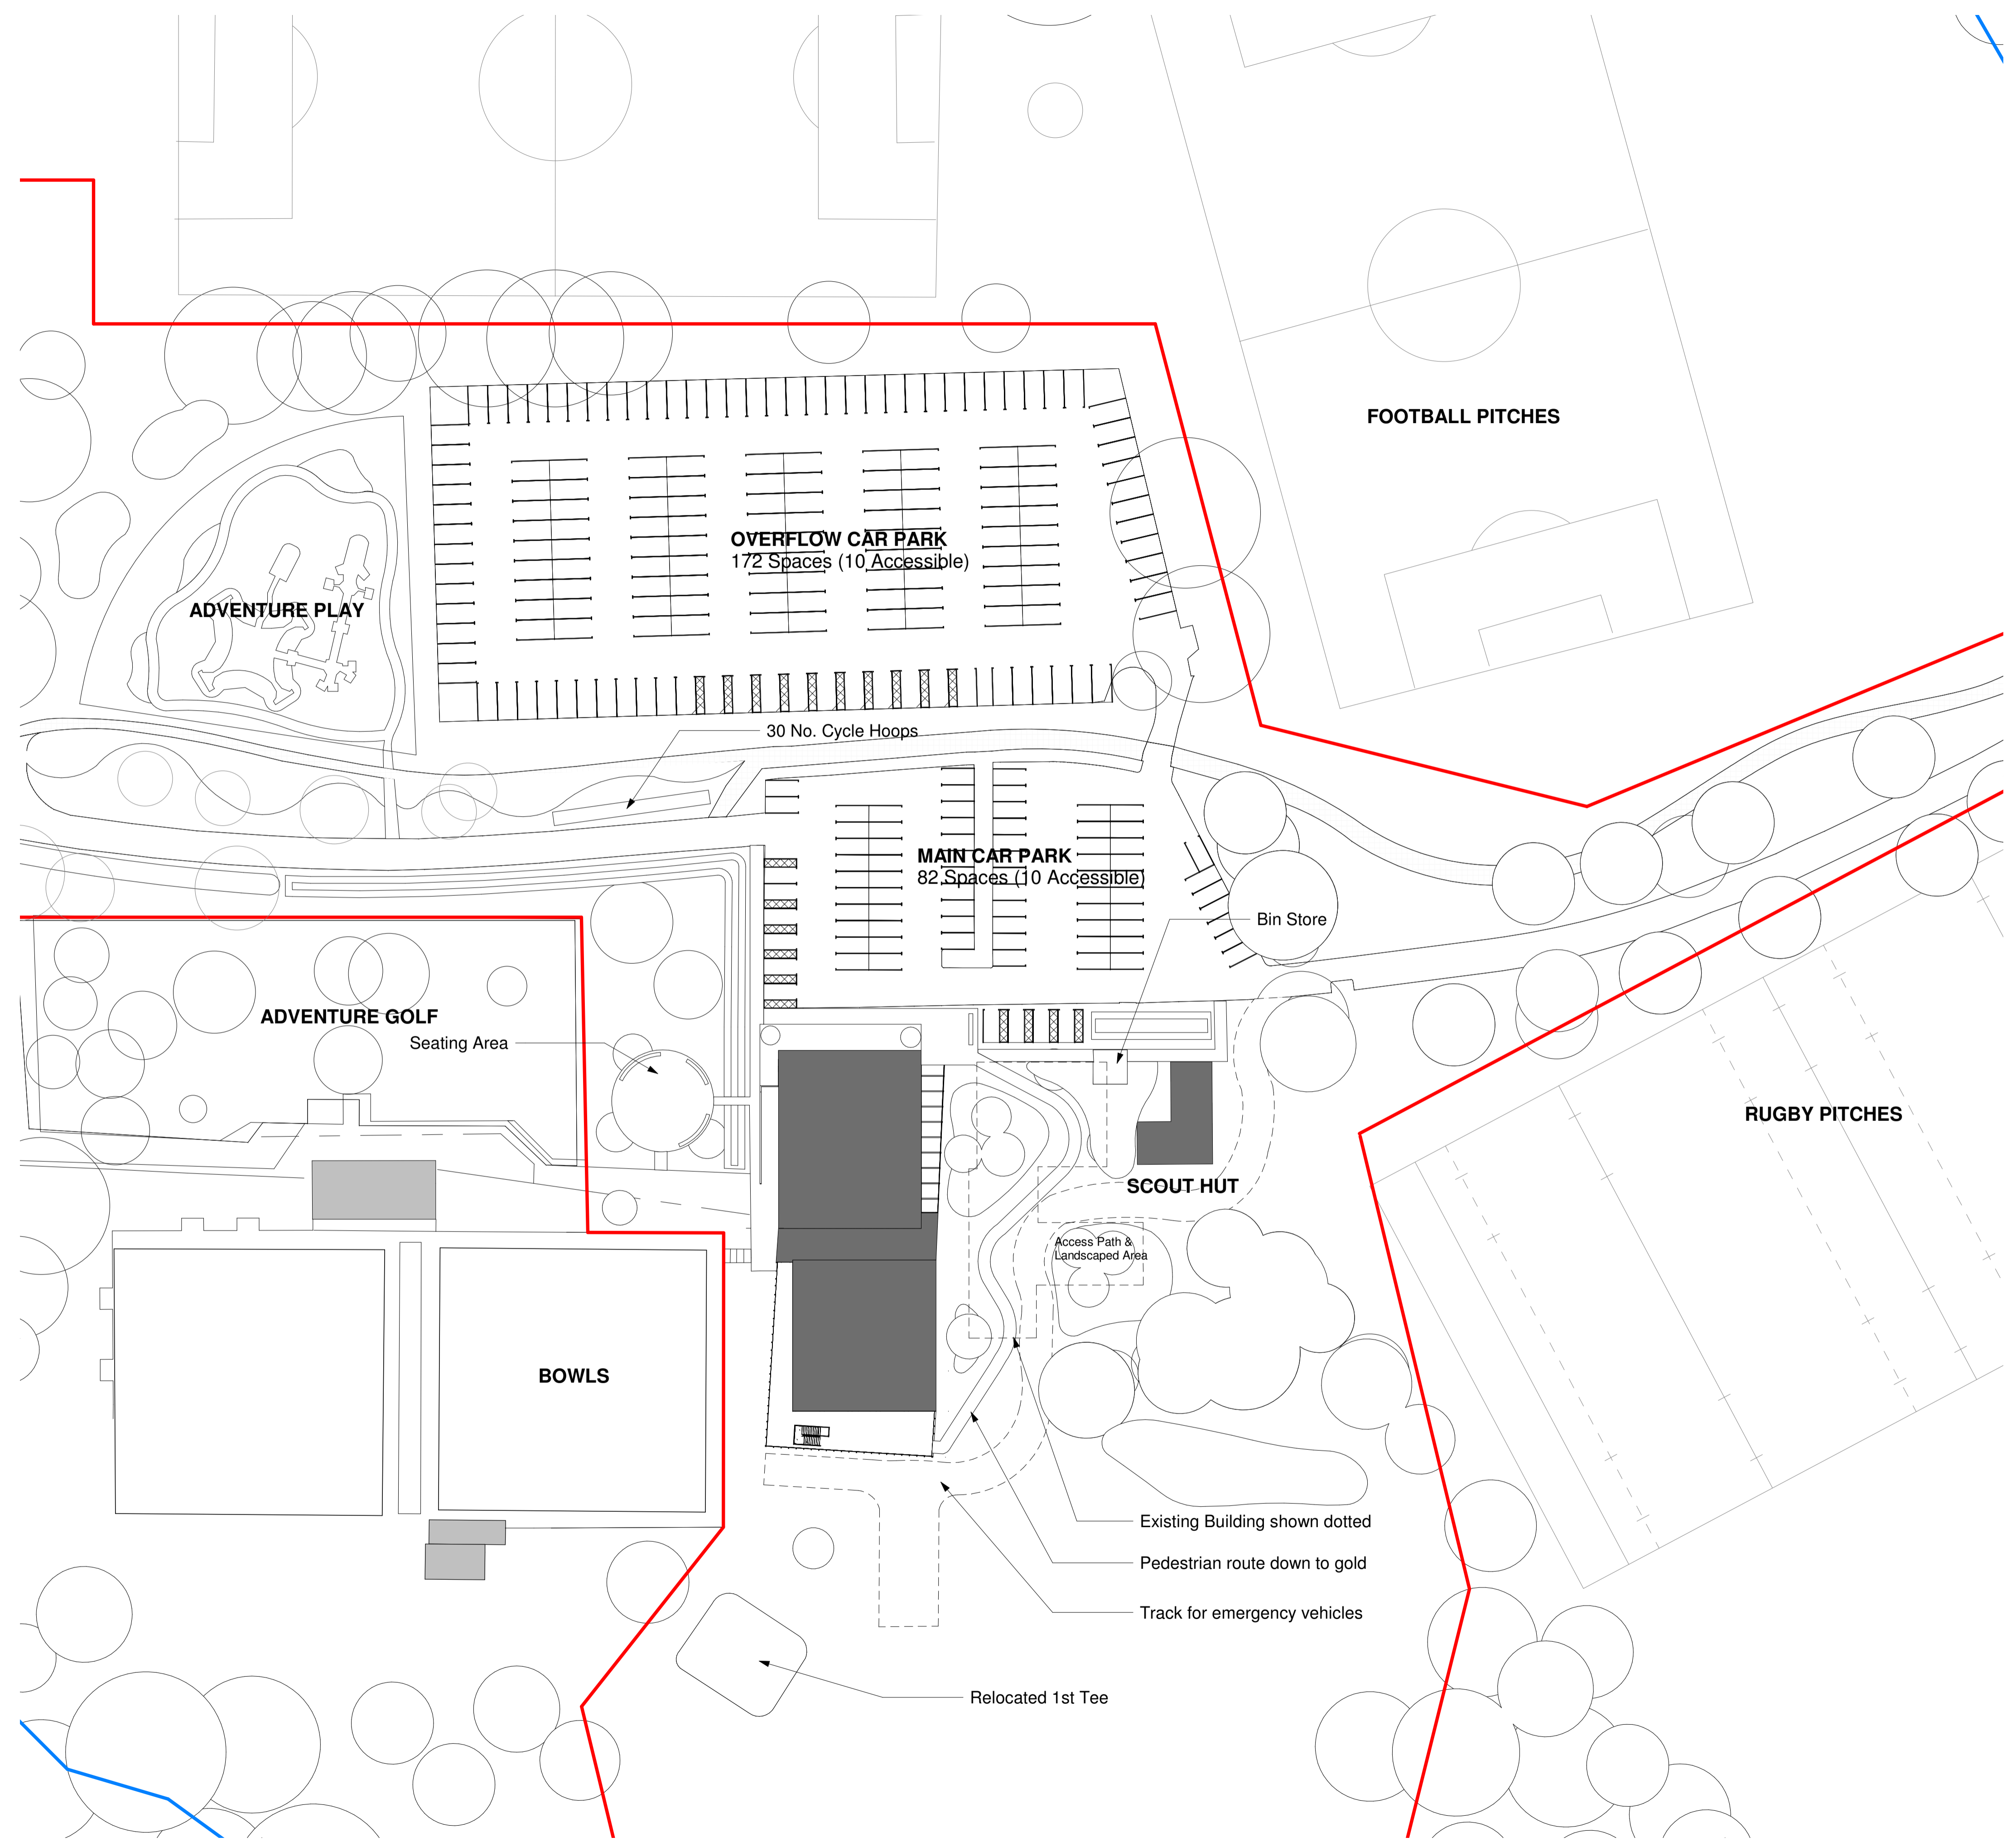 FOOTBALL PITCHES
OVERFLOW CAR PARK
172 Spaces (10 Accessible)
ADVENTURE PLAY
30 No. Cycle Hoops
MAIN CAR PARK
82 Spaces (10 Accessible)
Bin Store
ADVENTURE GOLF
Seating Area
RUGBY PITCHES
SCOUT HUT
Access Path &
Landscaped Area
BOWLS
Existing Building shown dotted
Pedestrian route down to gold
Track for emergency vehicles
Relocated 1st Tee